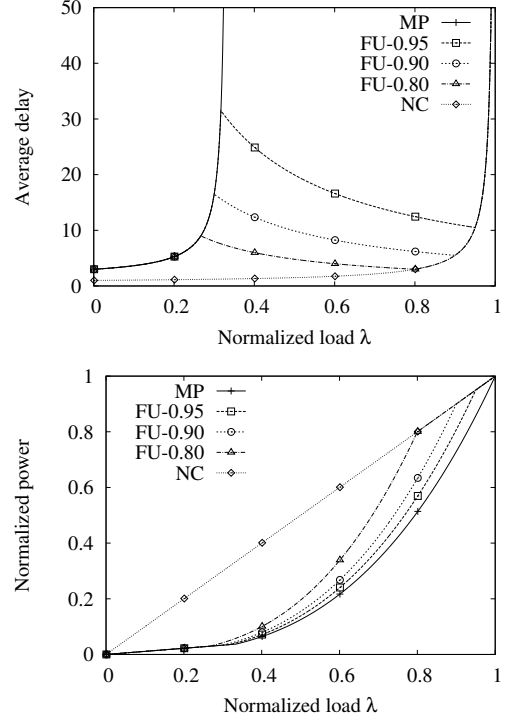 50
40
30
20
10
0
Average delay
MP
FU-0.95
FU-0.90
FU-0.80
NC
0 0.2 0.4 0.6 0.8 1
Normalized load λ
1
0.8
0.6
0.4
0.2
0
Normalized power
MP
FU-0.95
FU-0.90
FU-0.80
NC
0 0.2 0.4 0.6 0.8 1
Normalized load λ